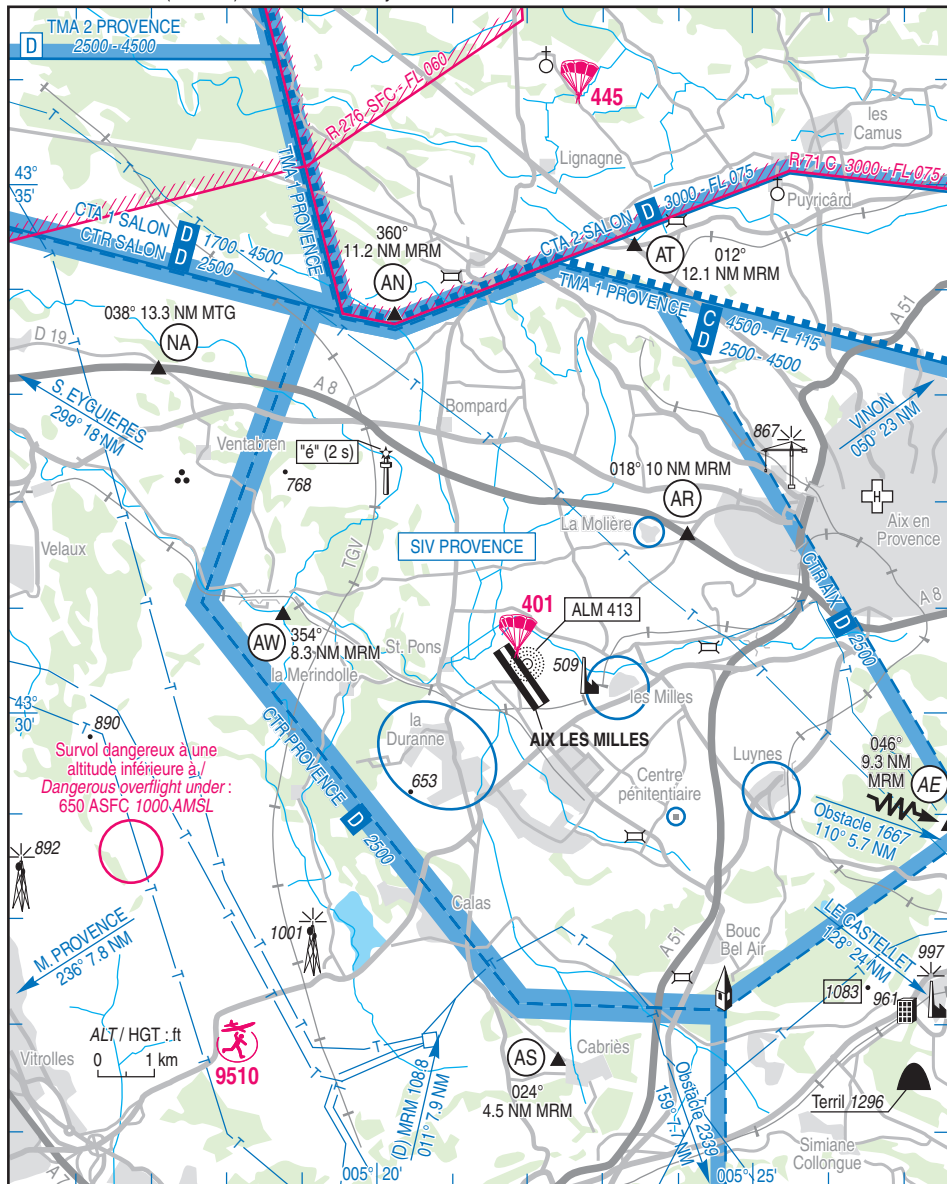 TMA 2 PROVENCE
D
2500 - 4500
R 276 SFC - FL 060
445
les
Camus
Lignagne
43°
35'
TMA 1 PROVENCE
R 71 C 3000 - FL 075
Puyricard
CTA 1 SALON D 1700 - 4500
CTR SALON D 2500
360°
11.2 NM MRM
AN
CTA 2 SALON D 3000 - FL 075
AT
012°
12.1 NM MRM
TMA 1 PROVENCE
C 4500 - FL 115
D 2500 - 4500
A 51
038° 13.3 NM MTG
NA
D 19
A 8
S. EYGUIERES
299° 18 NM
Bompard
VINON
050° 23 NM
Ventabren
"é" (2 s)
768
867
018° 10 NM MRM
AR
H
La Molière
Aix en
Provence
Velaux
TGV
SIV PROVENCE
CTR AIX D 2500
A 8
401
ALM 413
AW
354°
8.3 NM MRM
la Merindolle
St. Pons
509
les Milles
43°
30'
890
la
Duranne
653
AIX LES MILLES
Luynes
046°
9.3 NM
MRM
AE
Survol dangereux à une
altitude inférieure à /
Dangerous overflight under :
650 ASFC 1000 AMSL
CTR PROVENCE D 2500
Centre
pénitentiaire
Obstacle 1667
110° 5.7 NM
892
Calas
1001
Bouc
Bel Air
A 51
LE CASTELLET
128° 24 NM
M. PROVENCE
236° 7.8 NM
997
1083
961
ALT / HGT : ft
0 1 km
Vitrolles
9510
(D) MRM 108.8
011° 7.9 NM
AS
024°
4.5 NM MRM
Cabriès
Obstacle 2339
159° 7.1 NM
Terril 1296
Simiane
Collongue
A 7
005° 20'
005° 25'
T T T T T T T T T T T T T T T T T T T T